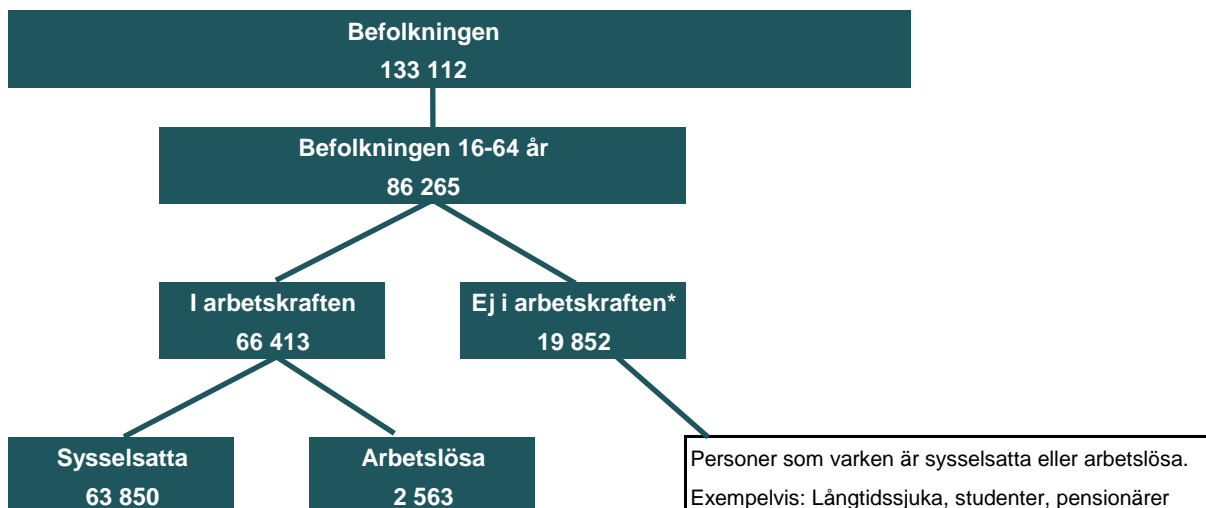 Befolkningen
133 112
Befolkningen 16-64 år
86 265
I arbetskraften
66 413
Ej i arbetskraften*
19 852
Sysselsatta
63 850
Arbetslösa
2 563
Personer som varken är sysselsatta eller arbetslösa.
Exempelvis: Långtidssjuka, studenter, pensionärer